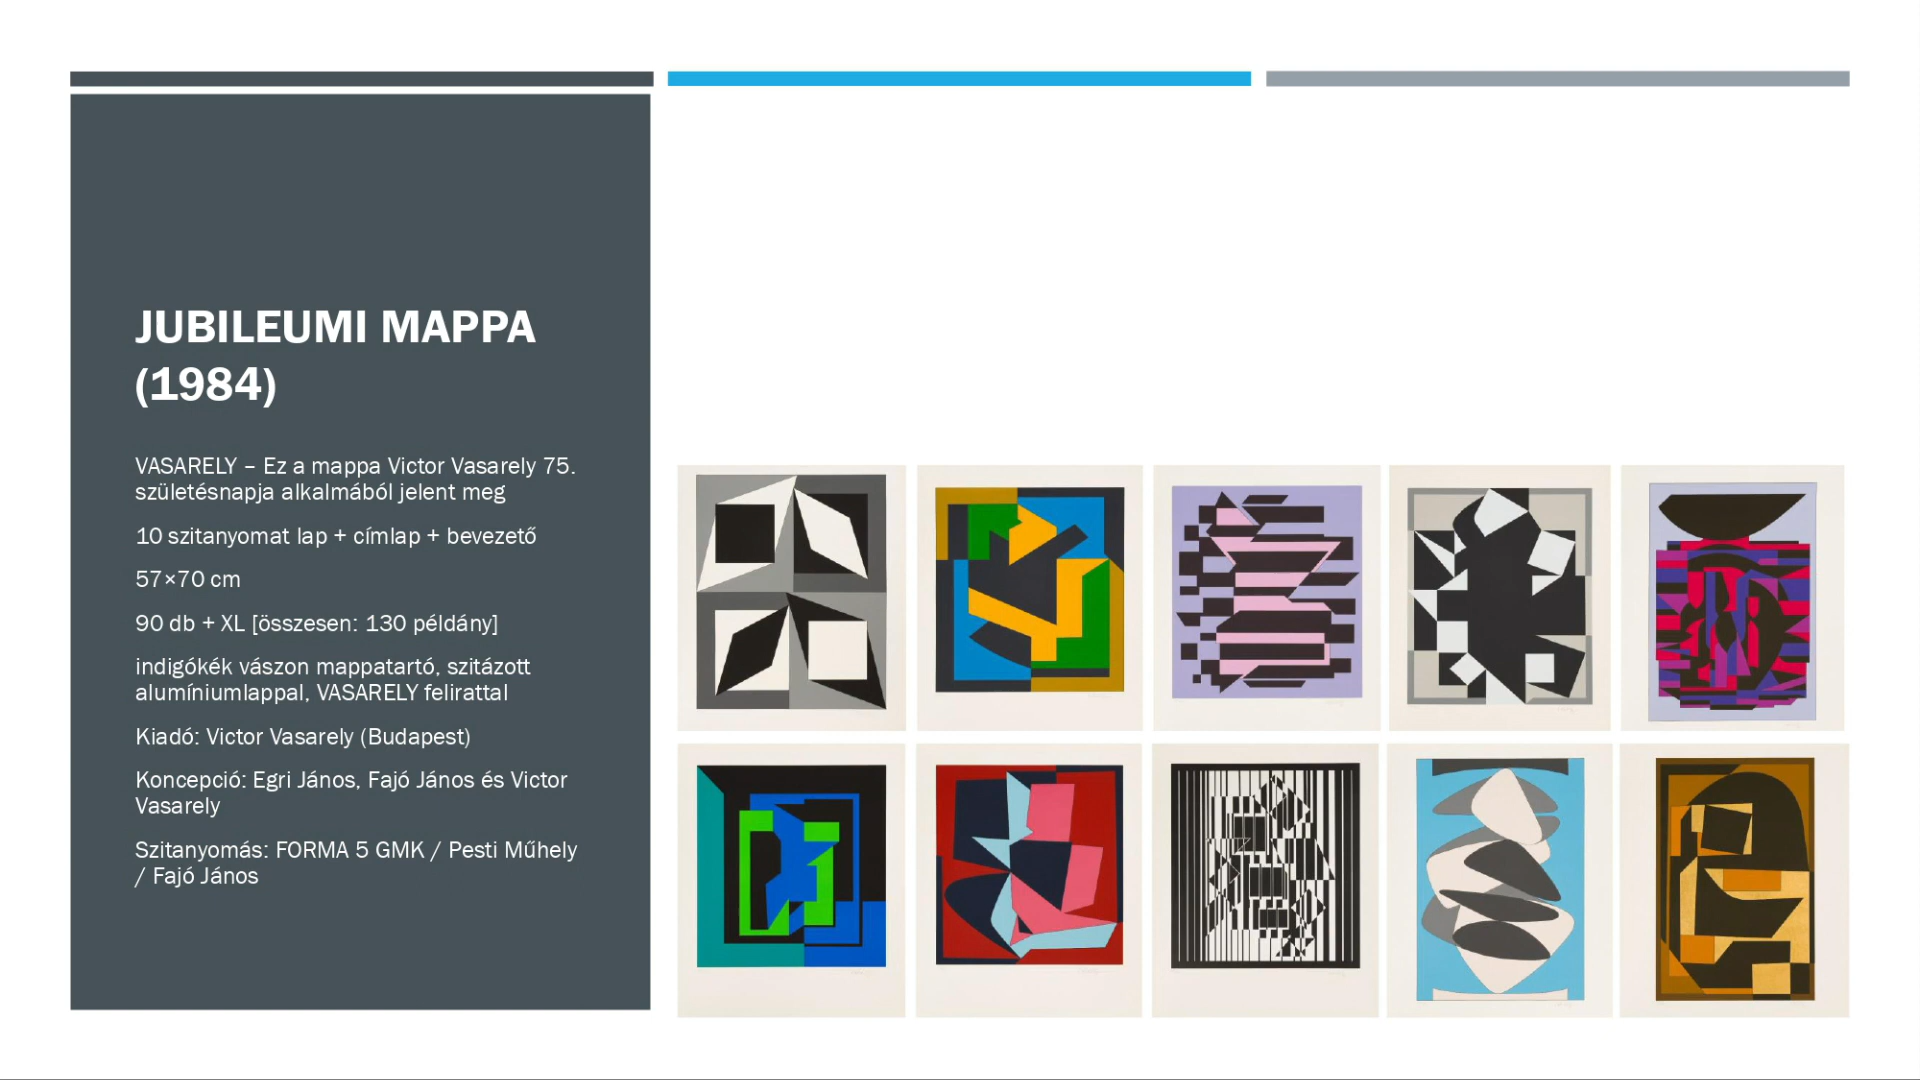 JUBILEUMI MAPPA
(1984)
VASARELY – Ez a mappa Victor Vasarely 75.
születésnapja alkalmából jelent meg
10 szitanyomat lap + címlap + bevezető
57×70 cm
90 db + XL [összesen: 130 példány]
indigókék vászon mappatartó, szitázott
alumíniumlappal, VASARELY felirattal
Kiadó: Victor Vasarely (Budapest)
Koncepció: Egri János, Fajó János és Victor
Vasarely
Szitanyomás: FORMA 5 GMK / Pesti Műhely
/ Fajó János